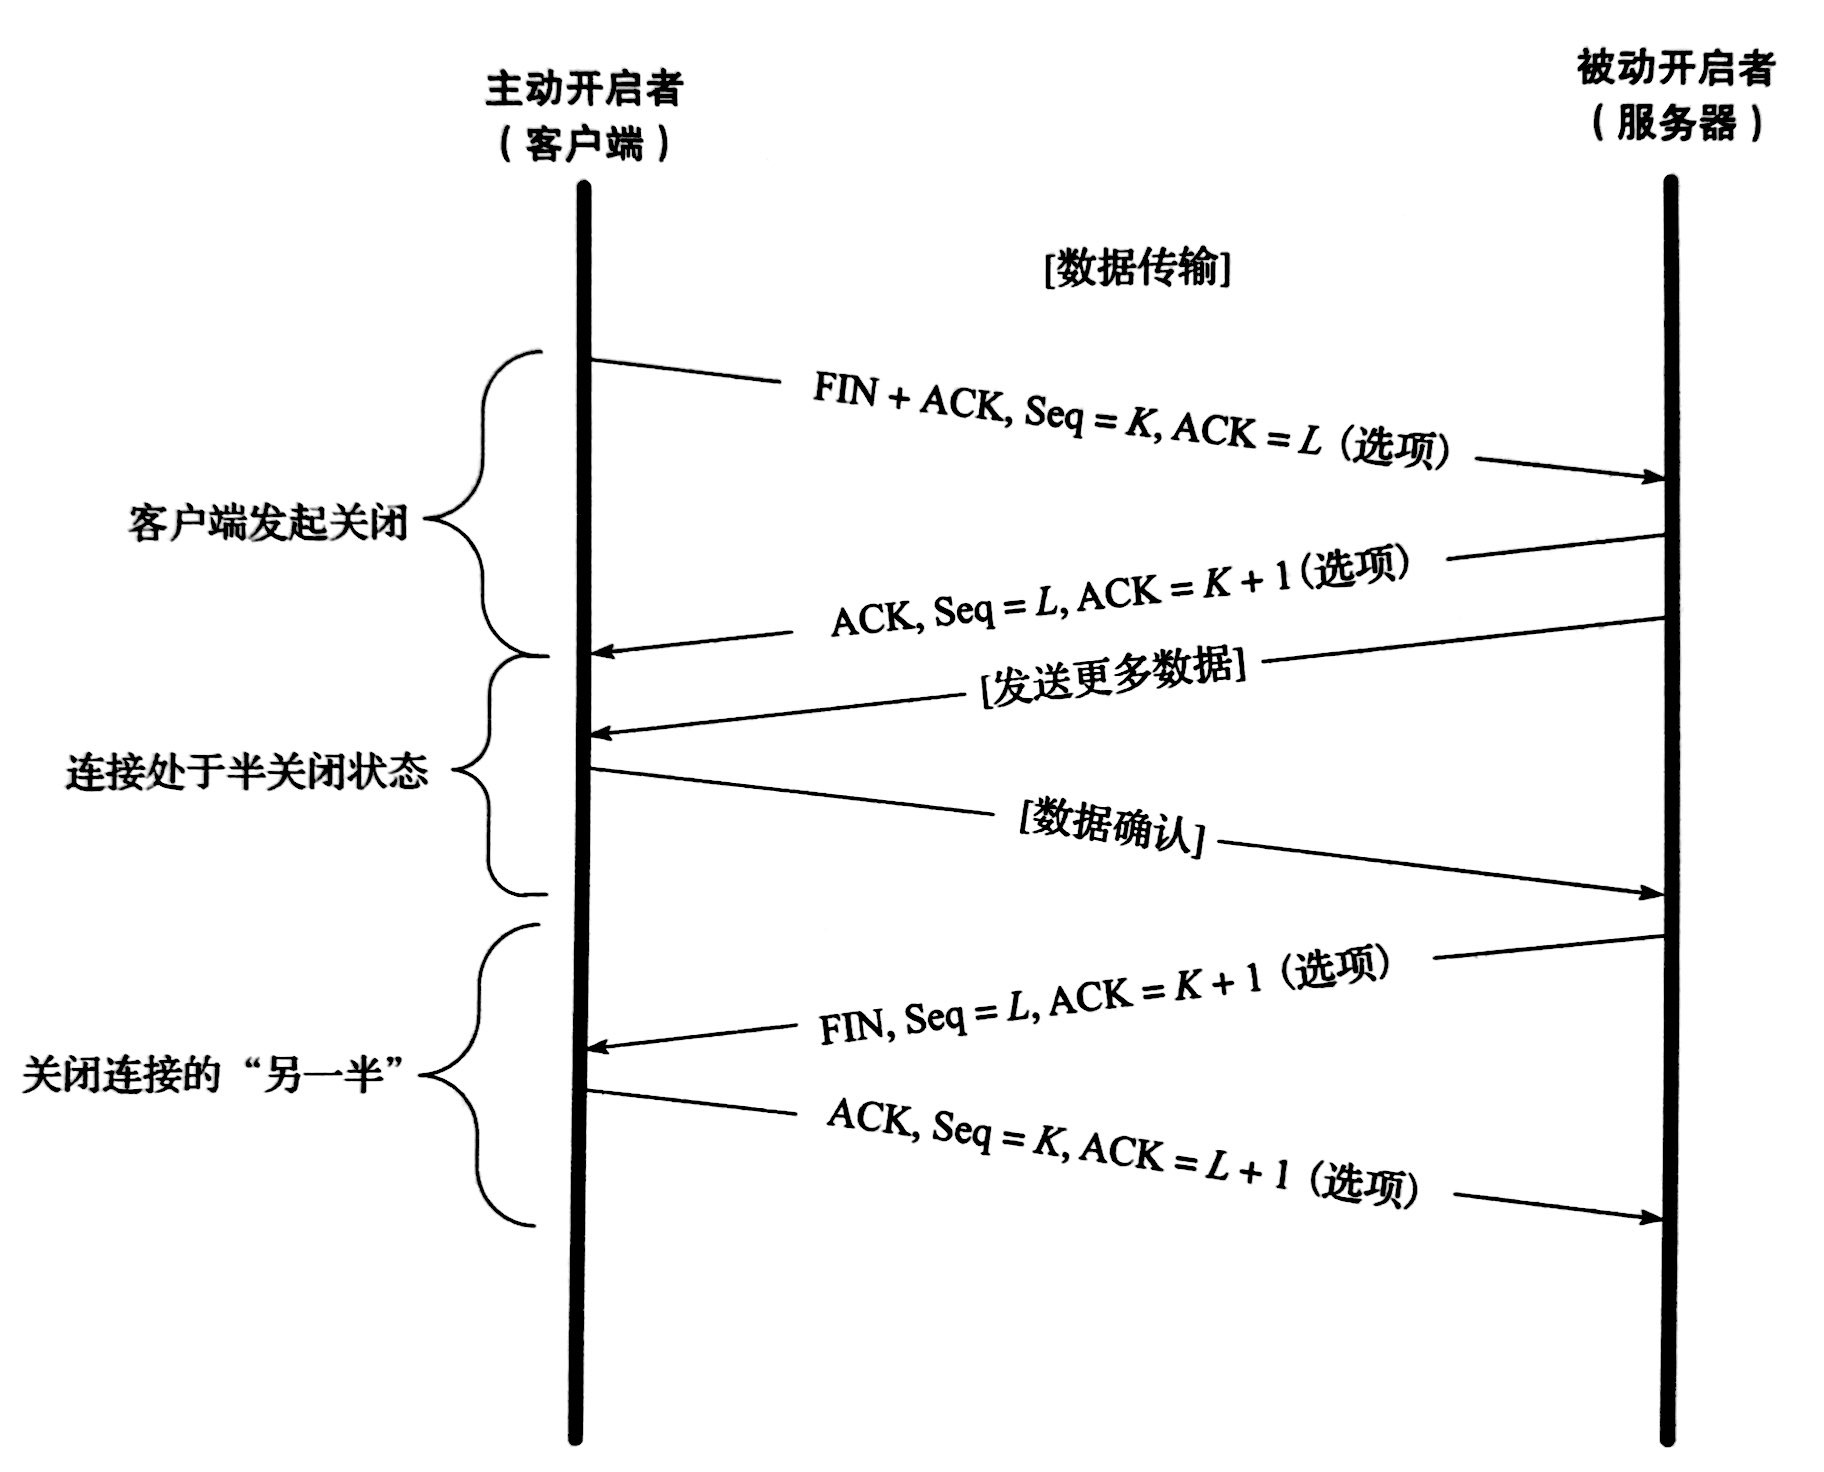 主动开启者
（客户端）
被动开启者
（服务器）
[数据传输]
FIN + ACK, Seq = K, ACK = L（选项）
客户端发起关闭
ACK, Seq = L, ACK = K + 1（选项）
[发送更多数据]
连接处于半关闭状态
[数据确认]
FIN, Seq = L, ACK = K + 1（选项）
关闭连接的“另一半”
ACK, Seq = K, ACK = L + 1（选项）